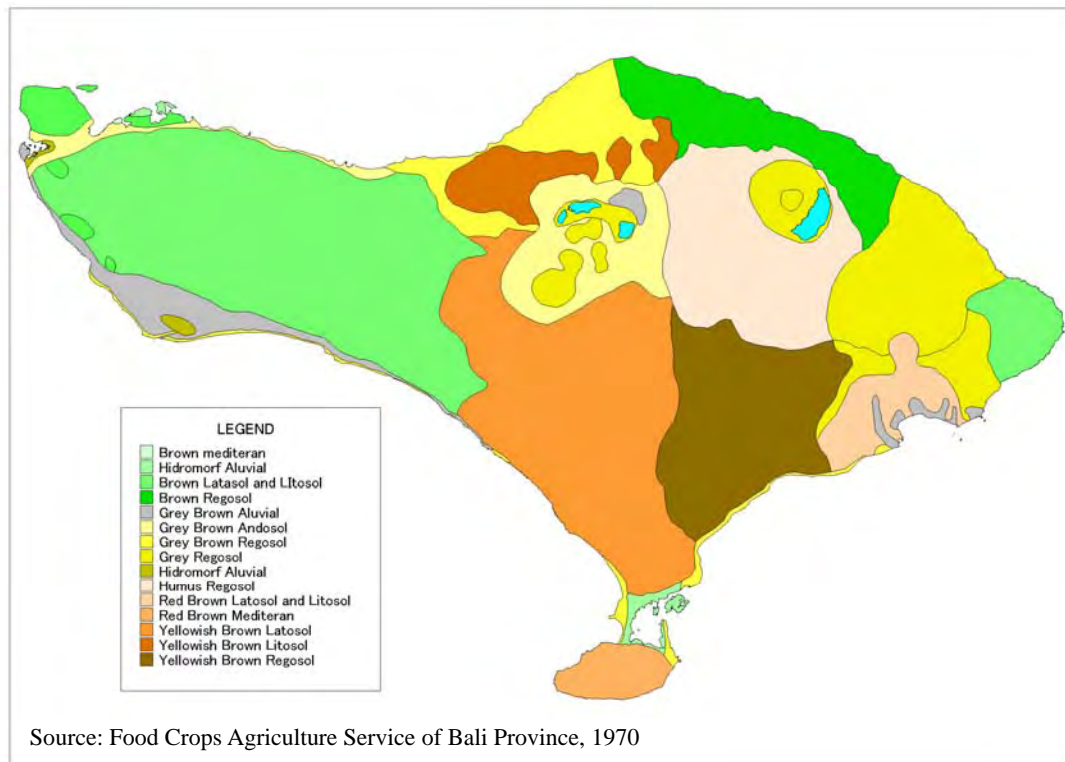 LEGEND
Brown mediteran
Hidromorf Aluvial
Brown Latasol and LItosol
Brown Regosol
Grey Brown Aluvial
Grey Brown Andosol
Grey Brown Regosol
Grey Regosol
Hidromorf Aluvial
Humus Regosol
Red Brown Latosol and Litosol
Red Brown Mediteran
Yellowish Brown Latosol
Yellowish Brown Litosol
Yellowish Brown Regosol
Source: Food Crops Agriculture Service of Bali Province, 1970